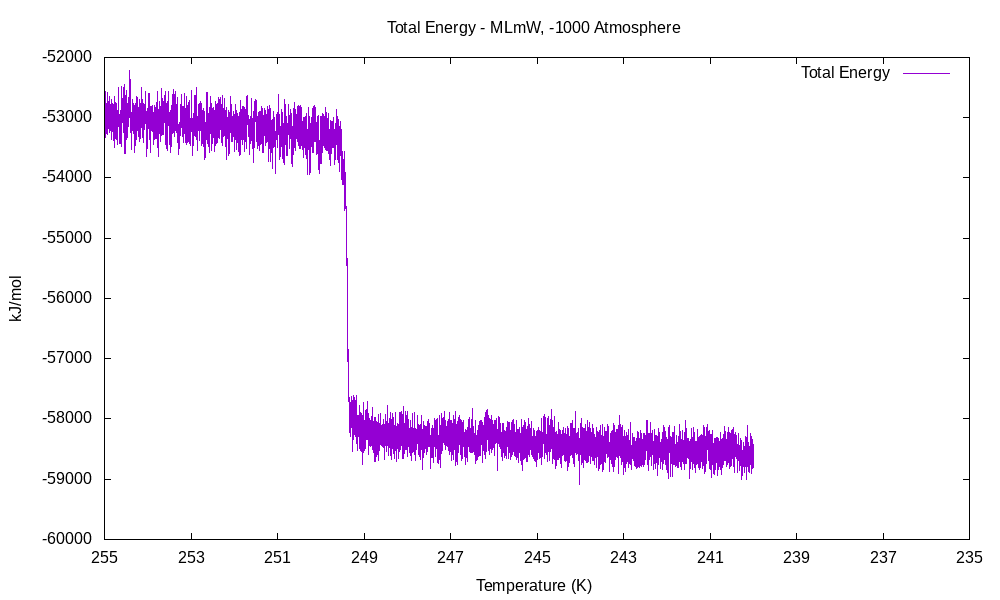 Total Energy - MLmW, -1000 Atmosphere
Total Energy
-52000
-53000
-54000
-55000
-56000
-57000
-58000
-59000
-60000
kJ/mol
255 253 251 249 247 245 243 241 239 237 235
Temperature (K)